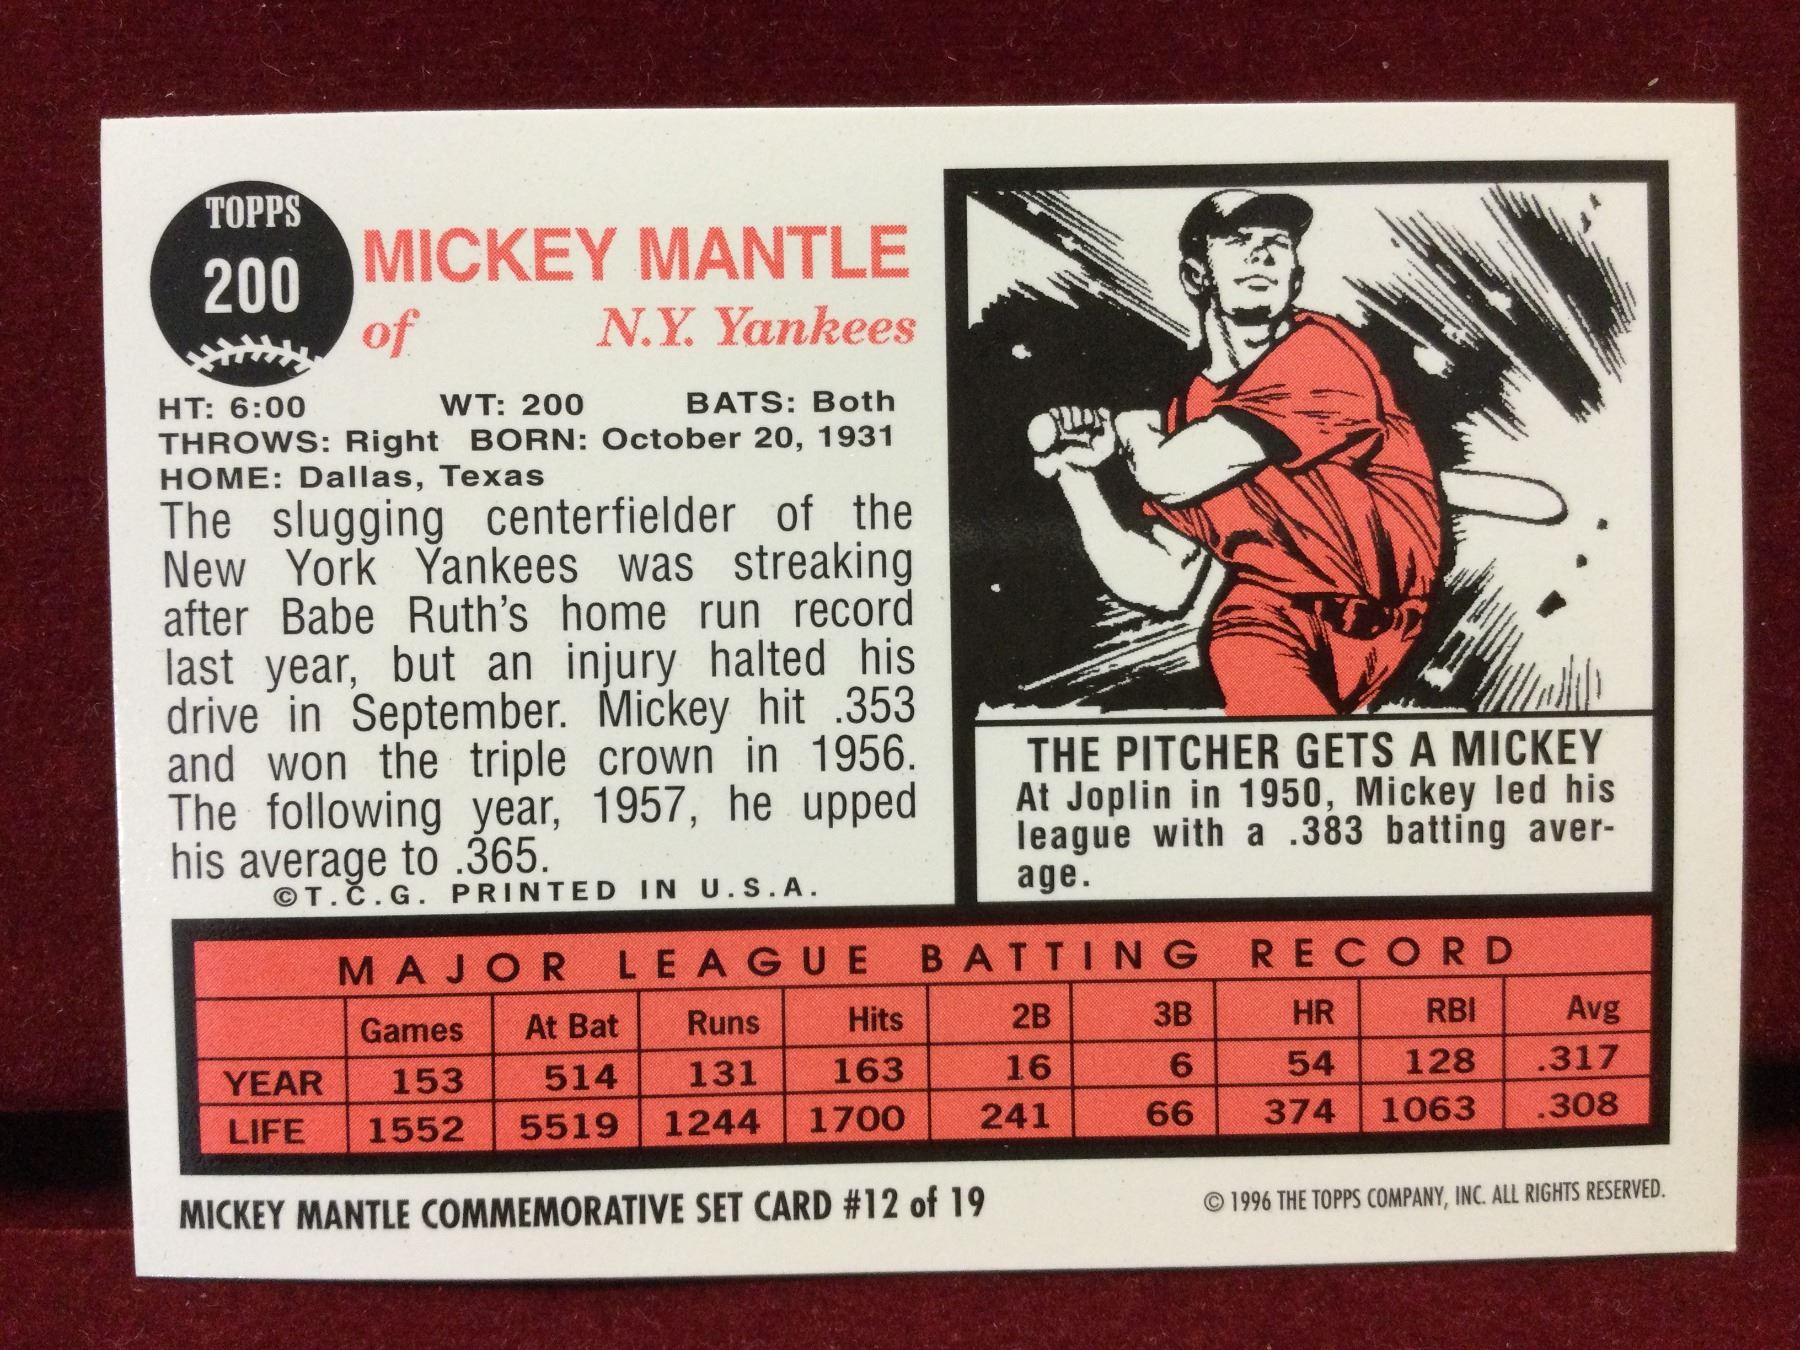 TOPPS
200
MICKEY MANTLE
of N.Y. Yankees
HT: 6:00 WT: 200 BATS: Both
THROWS: Right BORN: October 20, 1931
HOME: Dallas, Texas
The slugging centerfielder of the
New York Yankees was streaking
after Babe Ruth's home run record
last year, but an injury halted his
drive in September. Mickey hit .353
and won the triple crown in 1956.
The following year, 1957, he upped
his average to .365.
©T.C.G. PRINTED IN U.S.A.
THE PITCHER GETS A MICKEY
At Joplin in 1950, Mickey led his
league with a .383 batting aver-
age.
MAJOR LEAGUE BATTING RECORD
Games At Bat Runs Hits 2B 3B HR RBI Avg
YEAR 153 514 131 163 16 6 54 128 .317
LIFE 1552 5519 1244 1700 241 66 374 1063 .308
MICKEY MANTLE COMMEMORATIVE SET CARD #12 of 19
© 1996 THE TOPPS COMPANY, INC. ALL RIGHTS RESERVED.